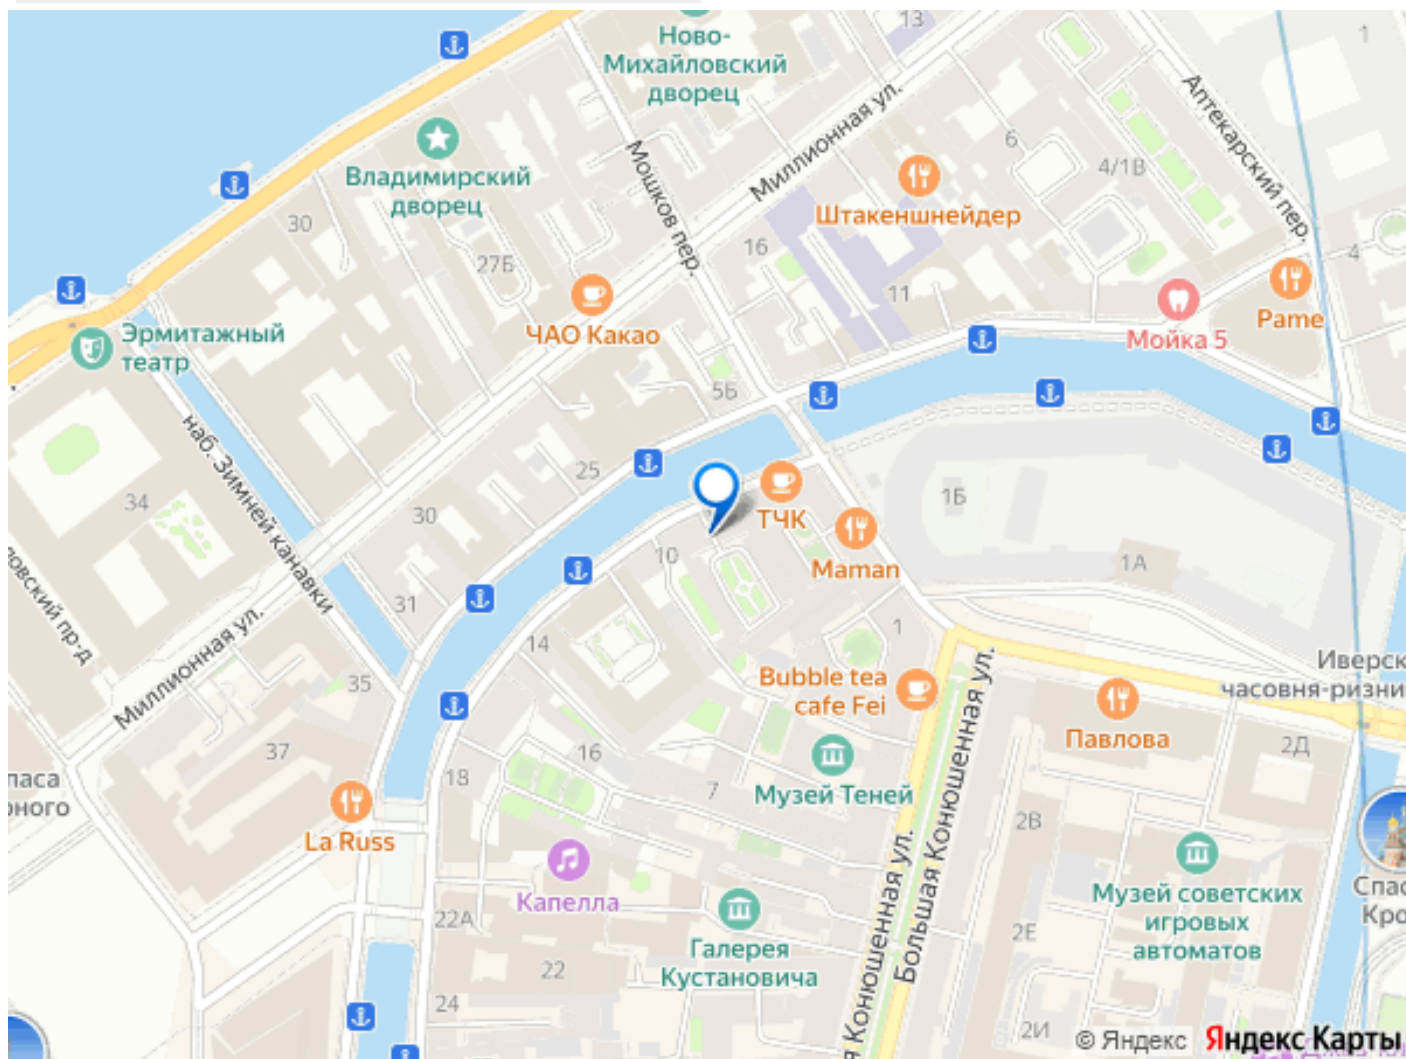 13
1
Ново-
Михайловский
дворец
Аптекарский пер.
Миллионная ул.
Мошков пер.
6
4/1В
Владимирский
дворец
Штакеншнейдер
30
16
27Б
11
4
ЧАО Какао
Эрмитажный
театр
Мойка 5
Pame
5Б
наб. Зимней канавки
25
34
30
1Б
ТЧК
10
Maman
1А
31
14
1
Миллионная ул.
35
Bubble tea
cafe Fei
Большая Конюшенная ул.
Иверск
часовня-ризни
37
16
18
7
Музей Теней
Павлова
2Д
La Russ
2В
Капелла
Музей советских
игровых
автоматов
Спас
Кро
22А
Галерея
Кустановича
2Е
22
24
я Конюшенная ул.
2И
© Яндекс Яндекс Карты